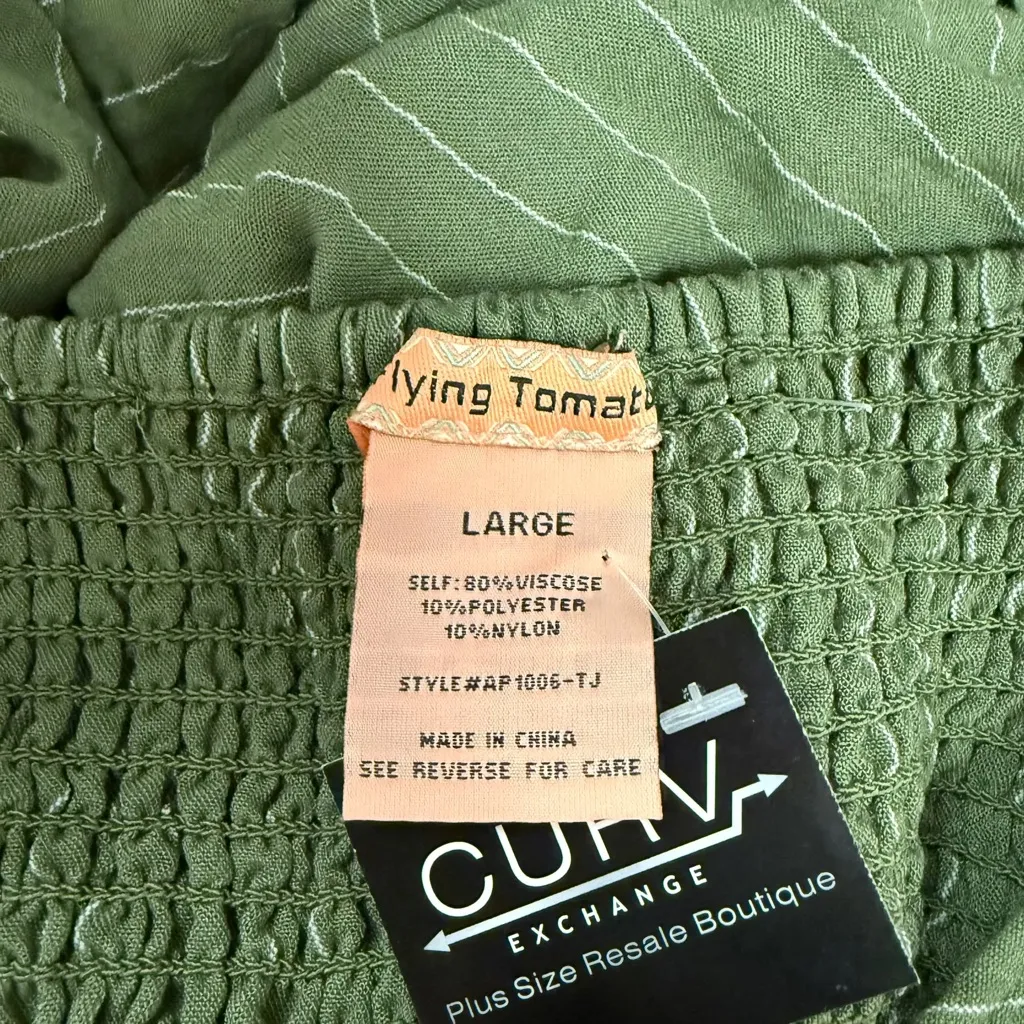 lying Tomato
LARGE
SELF:80%VISCOSE
10%POLYESTER
10%NYLON
STYLE#AP1006-TJ
MADE IN CHINA
SEE REVERSE FOR CARE
CURV
EXCHANGE
Plus Size Resale Boutique